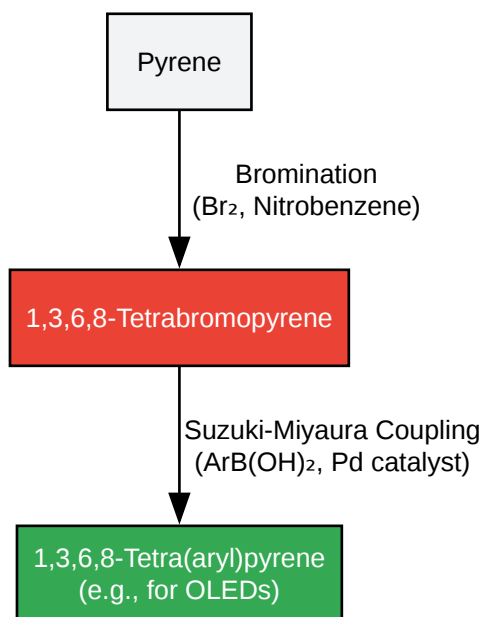 Pyrene
Bromination
(Br₂, Nitrobenzene)
1,3,6,8-Tetrabromopyrene
Suzuki-Miyaura Coupling
(ArB(OH)₂, Pd catalyst)
1,3,6,8-Tetra(aryl)pyrene
(e.g., for OLEDs)